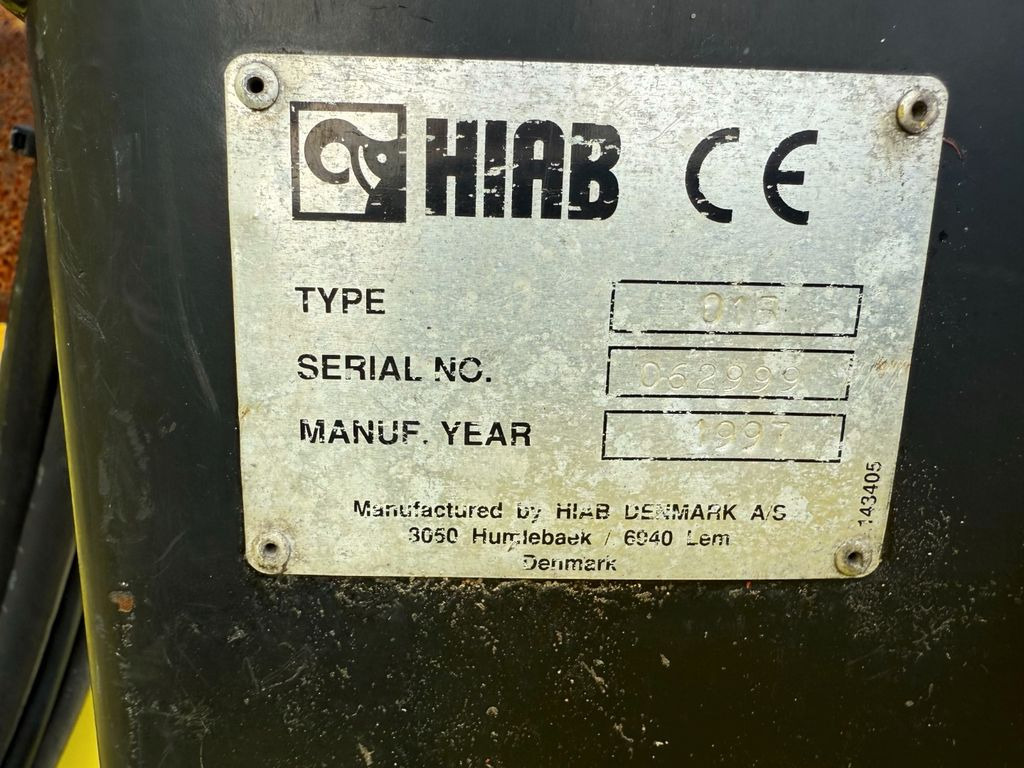 HIAB CE
TYPE
SERIAL NO. 062999
MANUF. YEAR 1997
Manufactured by HIAB DENMARK A/S
3050 Humlebaek / 6940 Lem
Denmark
143405